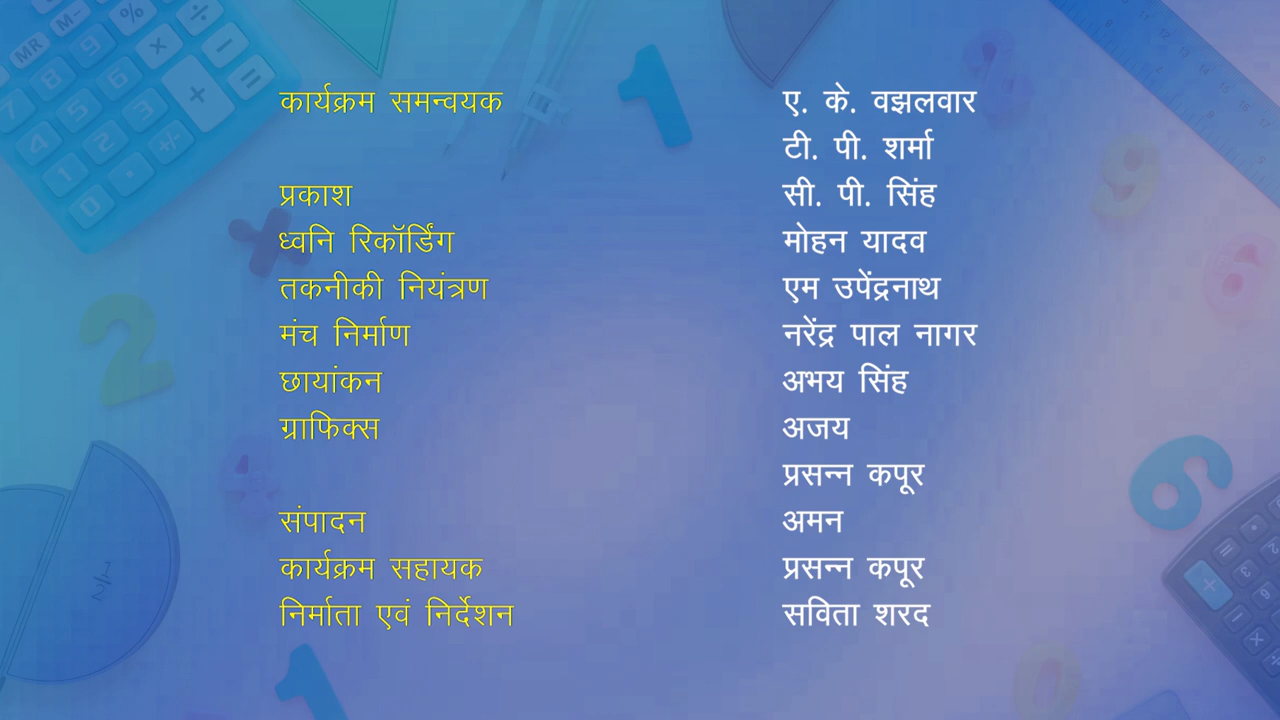 कार्यक्रम समन्वयक ए. के. वझलवार
टी. पी. शर्मा
प्रकाश सी. पी. सिंह
ध्वनि रिकॉर्डिंग मोहन यादव
तकनीकी नियंत्रण एम उपेंद्रनाथ
मंच निर्माण नरेंद्र पाल नागर
छायांकन अभय सिंह
ग्राफिक्स अजय
प्रसन्न कपूर
संपादन अमन
कार्यक्रम सहायक प्रसन्न कपूर
निर्माता एवं निर्देशन सविता शरद